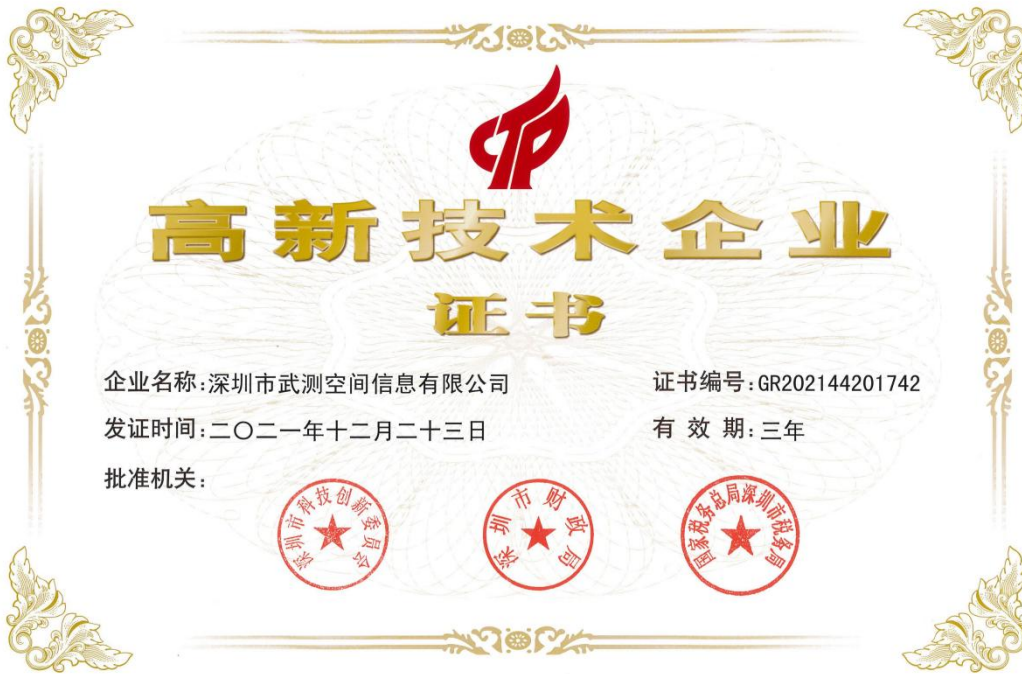 高新技术企业
证书
企业名称:深圳市武测空间信息有限公司
证书编号:GR202144201742
发证时间:二〇二一年十二月二十三日
有效期:三年
批准机关:
深圳市科技创新委员会
深圳市财政局
国家税务总局深圳市税务局